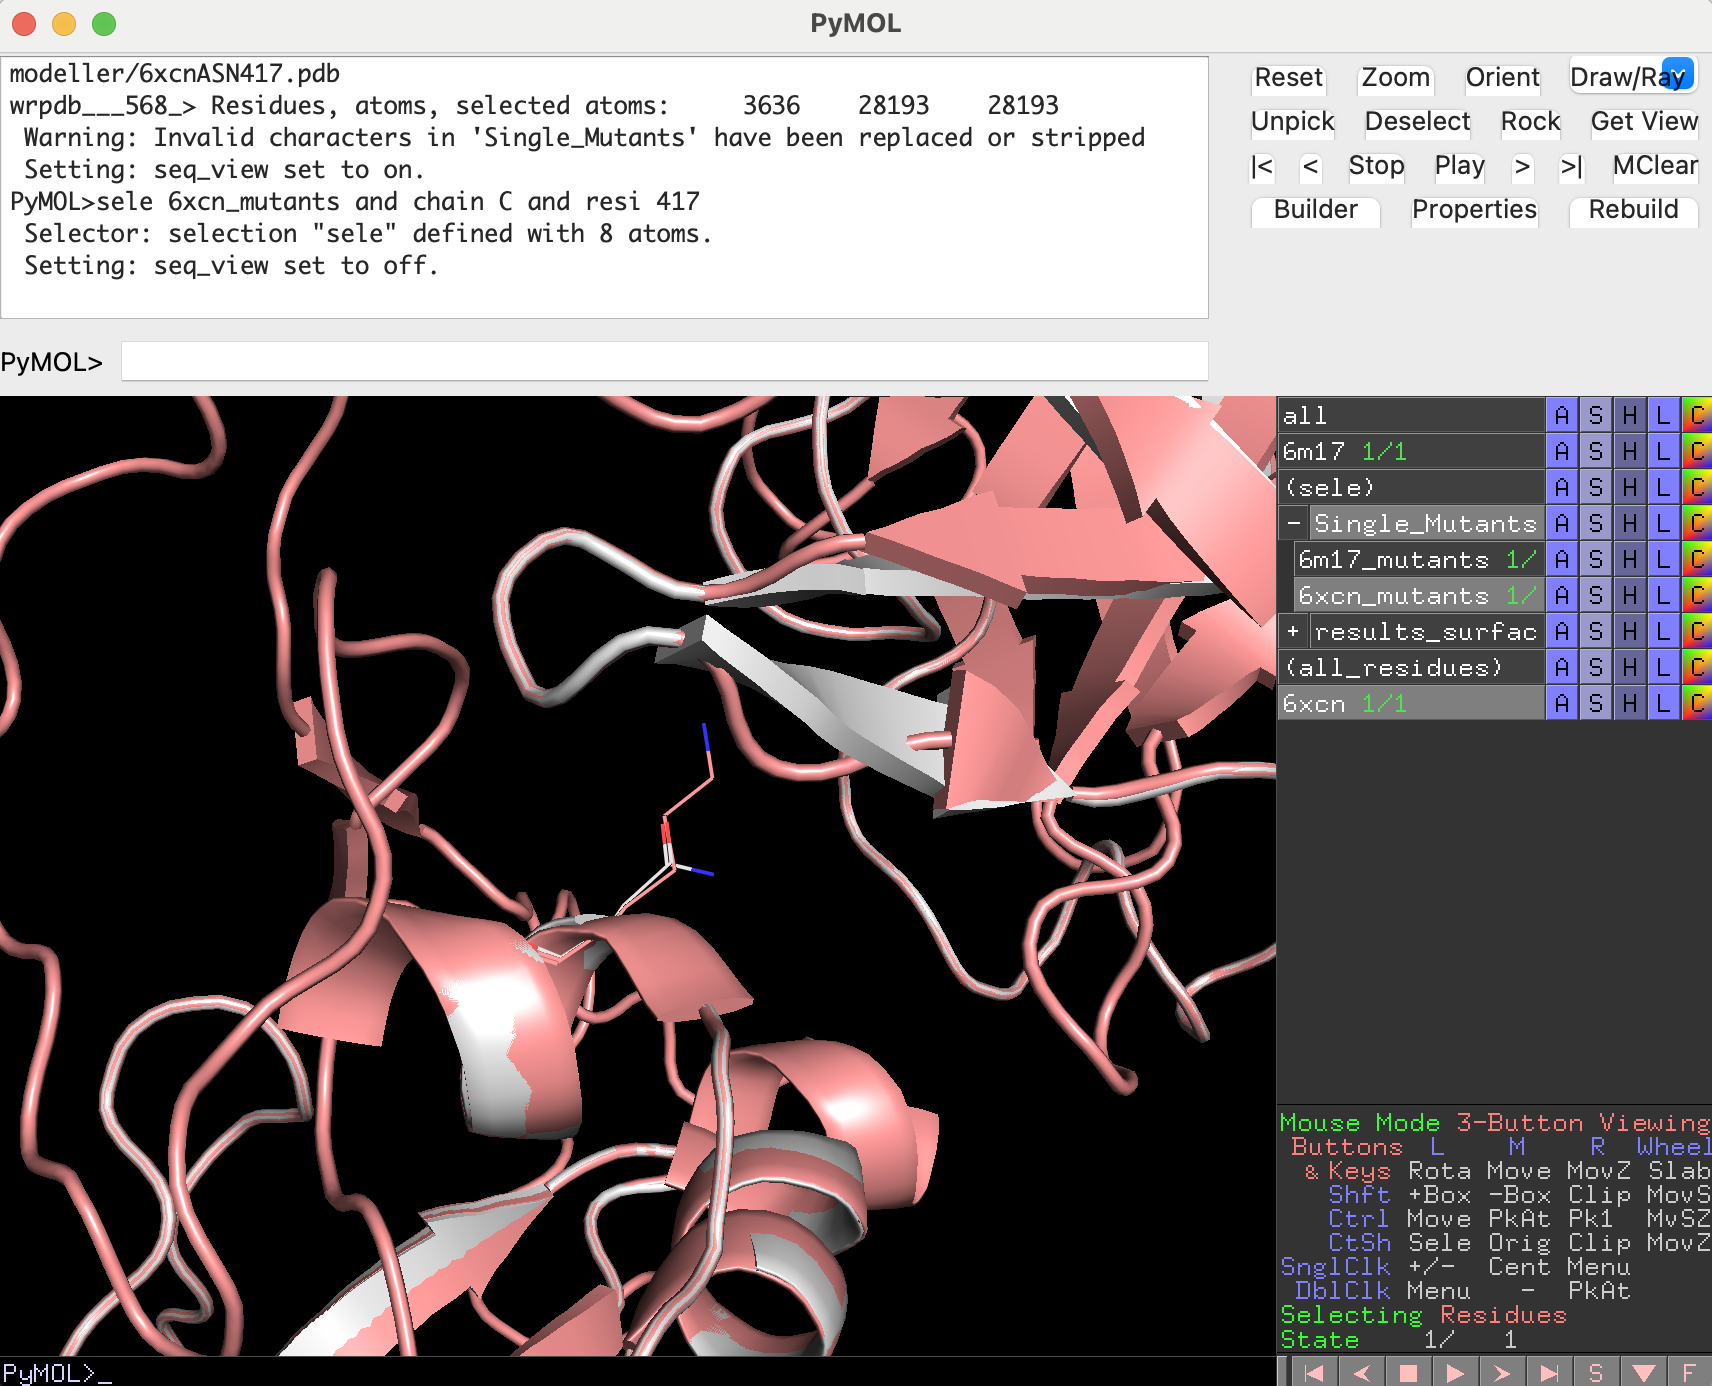 PyMOL
modeller/6xcnASN417.pdb
wrpdb___568_> Residues, atoms, selected atoms: 3636 28193 28193
Warning: Invalid characters in 'Single_Mutants' have been replaced or stripped
Setting: seq_view set to on.
PyMOL>sele 6xcn_mutants and chain C and resi 417
Selector: selection "sele" defined with 8 atoms.
Setting: seq_view set to off.
PyMOL>
Reset Zoom Orient Draw/Ray
Unpick Deselect Rock Get View
|< < Stop Play > >| MClear
Builder Properties Rebuild
all A S H L C
6m17 1/1 A S H L C
(sele) A S H L C
- Single_Mutants A S H L C
6m17_mutants 1/ A S H L C
6xcn_mutants 1/ A S H L C
+ results_surfac A S H L C
(all_residues) A S H L C
6xcn 1/1 A S H L C
Mouse Mode 3-Button Viewing
Buttons L M R Wheel
& Keys Rota Move MovZ Slab
Shft +Box -Box Clip MovS
Ctrl Move PkAt Pk1 MvSZ
CtSh Sele Orig Clip MovZ
SnglClk +/- Cent Menu
DblClk Menu - PkAt
Selecting Residues
State 1/ 1
PyMOL>_
S F